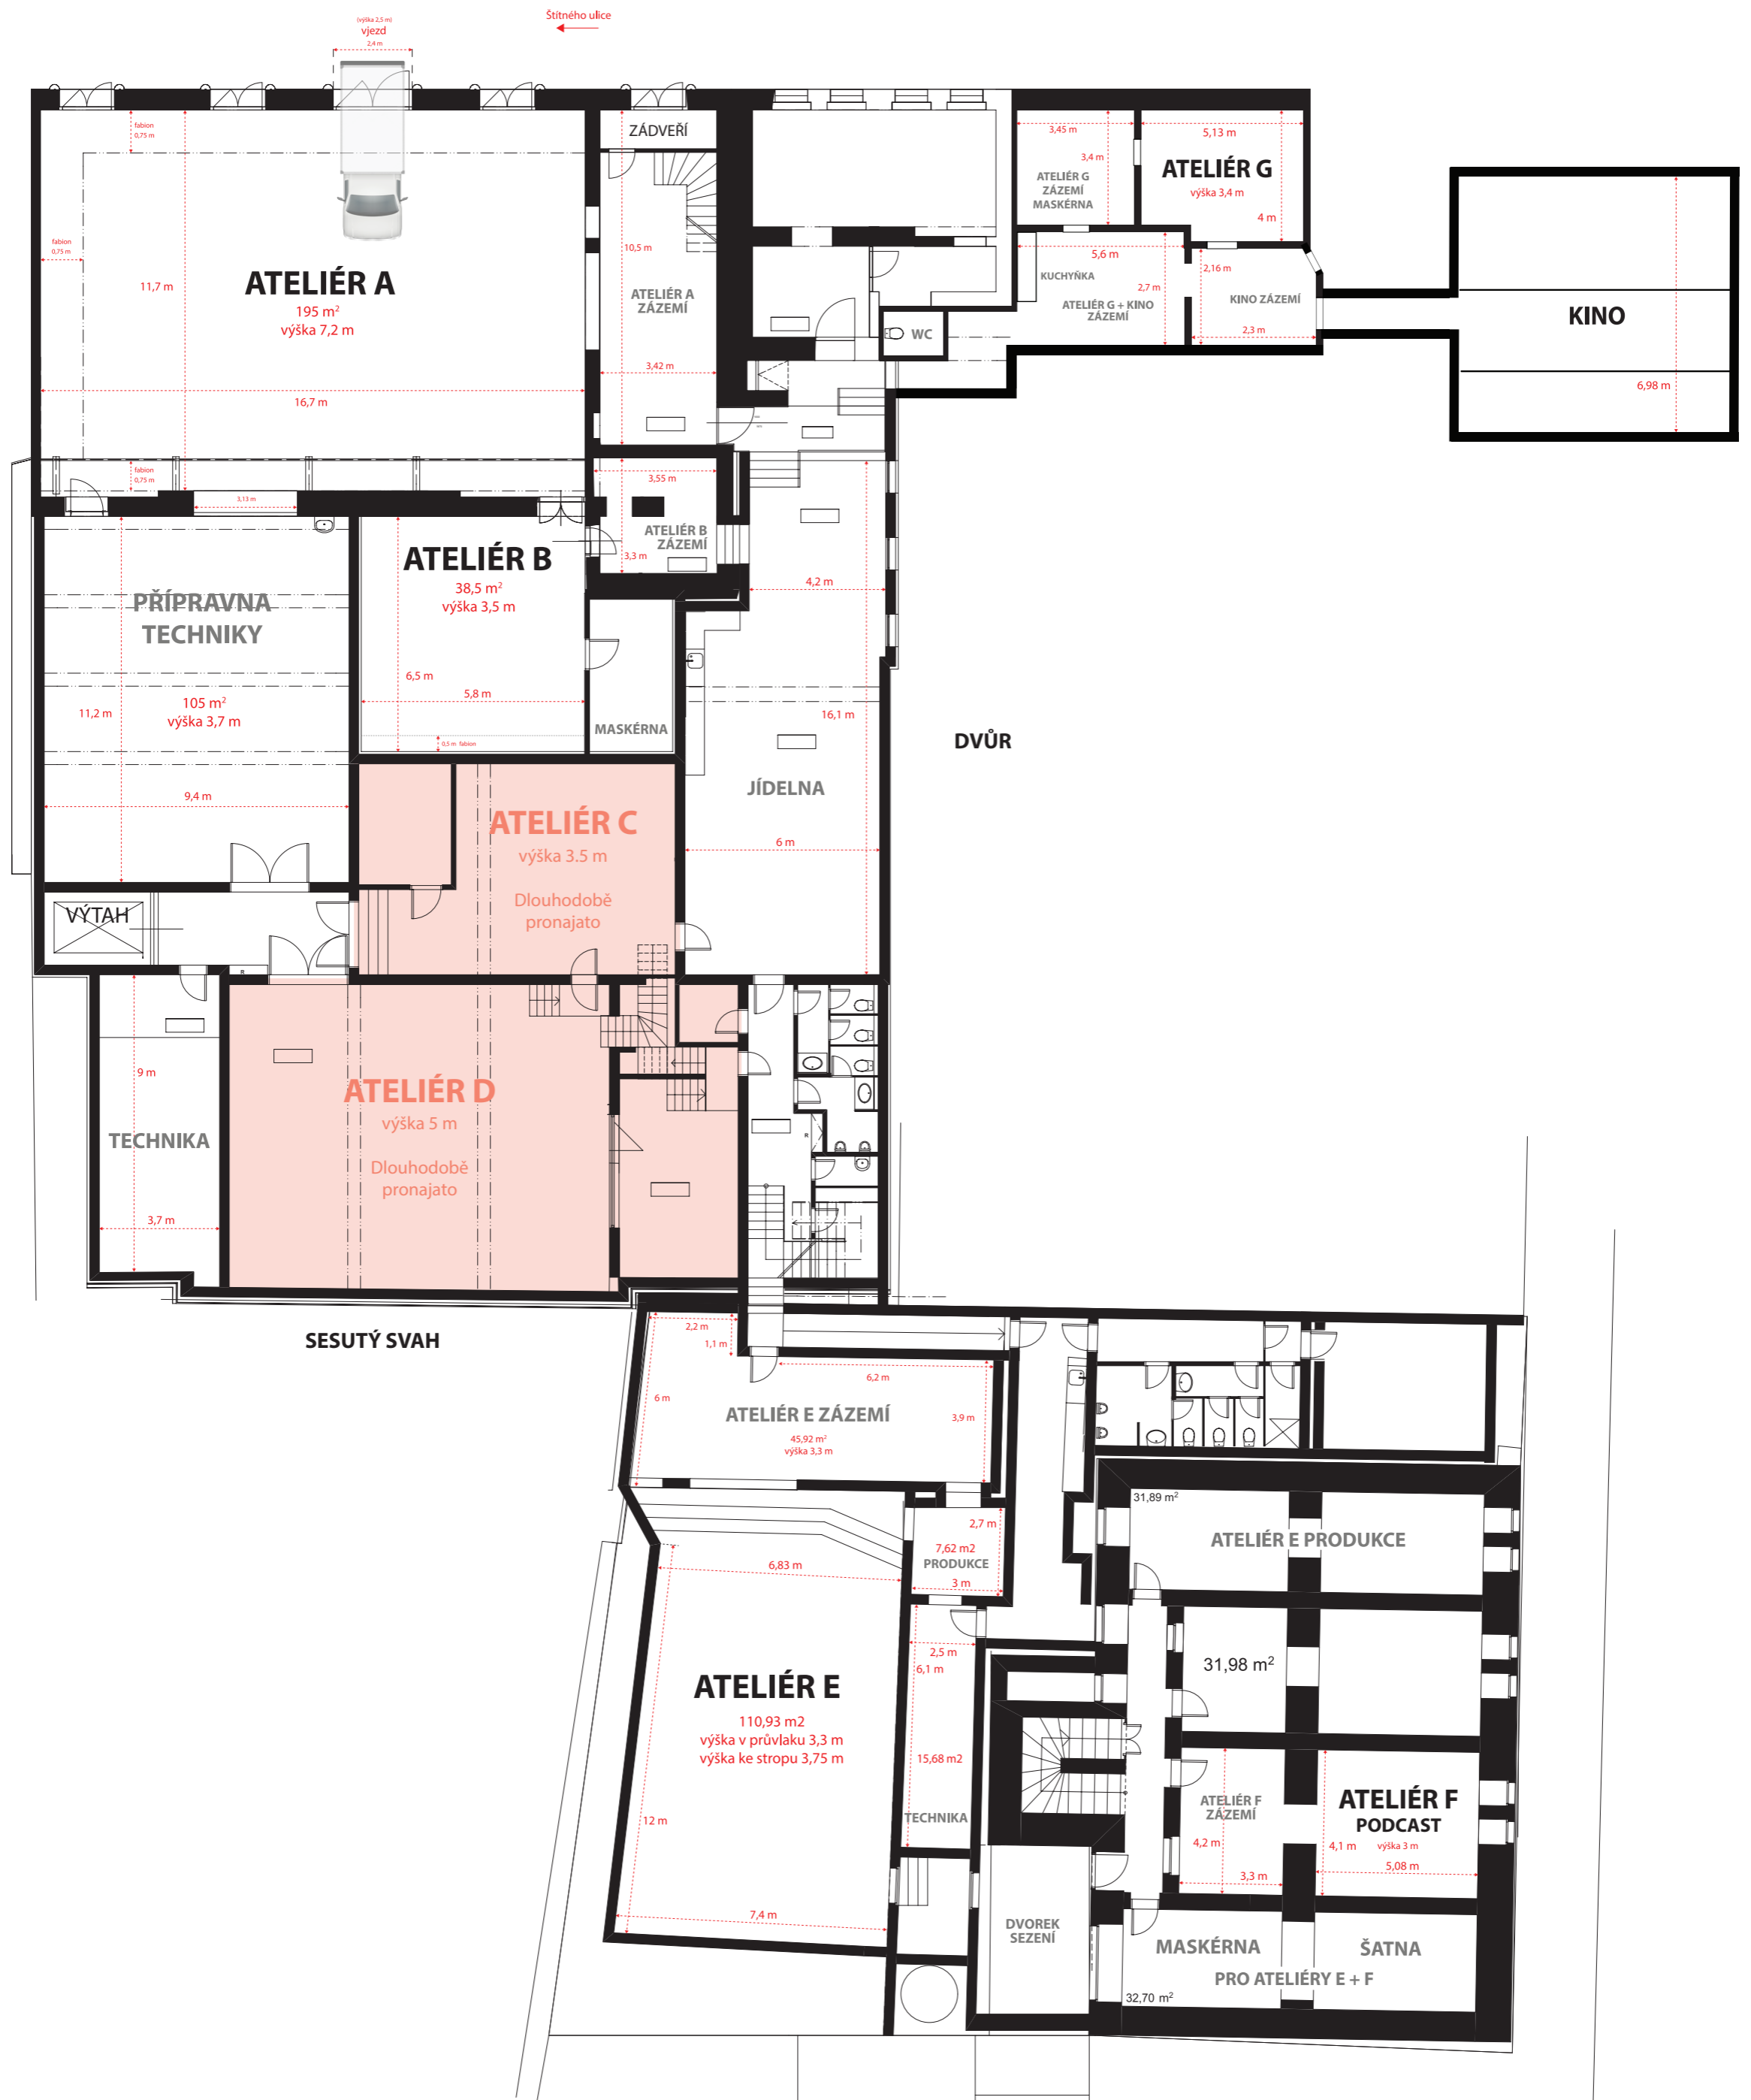 Štítného ulice
(výška 2,5 m)
vjezd
2,4 m
fabion
0,75 m
ZÁDVEŘÍ
fabion
0,75 m
11,7 m
ATELIÉR A
195 m²
výška 7,2 m
16,7 m
10,5 m
ATELIÉR A
ZÁZEMÍ
3,42 m
fabion
0,75 m
3,13 m
3,45 m
3,4 m
ATELIÉR G
ZÁZEMÍ
MASKÉRNA
5,13 m
ATELIÉR G
výška 3,4 m
4 m
5,6 m
KUCHYŇKA
2,7 m
ATELIÉR G + KINO
ZÁZEMÍ
2,16 m
KINO ZÁZEMÍ
2,3 m
WC
KINO
6,98 m
3,55 m
ATELIÉR B
ZÁZEMÍ
3,3 m
ATELIÉR B
38,5 m²
výška 3,5 m
6,5 m
5,8 m
0,5 m fabion
MASKÉRNA
PŘÍPRAVNA
TECHNIKY
105 m²
výška 3,7 m
11,2 m
9,4 m
4,2 m
16,1 m
JÍDELNA
6 m
DVŮR
ATELIÉR C
výška 3.5 m
Dlouhodobě
pronajato
VÝTAH
R
9 m
TECHNIKA
3,7 m
ATELIÉR D
výška 5 m
Dlouhodobě
pronajato
R
SESUTÝ SVAH
2,2 m
1,1 m
6,2 m
6 m
ATELIÉR E ZÁZEMÍ
3,9 m
45,92 m²
výška 3,3 m
2,7 m
7,62 m2
PRODUKCE
3 m
6,83 m
2,5 m
6,1 m
ATELIÉR E
110,93 m2
výška v průvlaku 3,3 m
výška ke stropu 3,75 m
15,68 m2
TECHNIKA
12 m
7,4 m
31,89 m²
ATELIÉR E PRODUKCE
31,98 m²
ATELIÉR F
ZÁZEMÍ
4,2 m
3,3 m
ATELIÉR F
PODCAST
4,1 m
výška 3 m
5,08 m
DVOREK
SEZENÍ
MASKÉRNA
ŠATNA
PRO ATELIÉRY E + F
32,70 m²